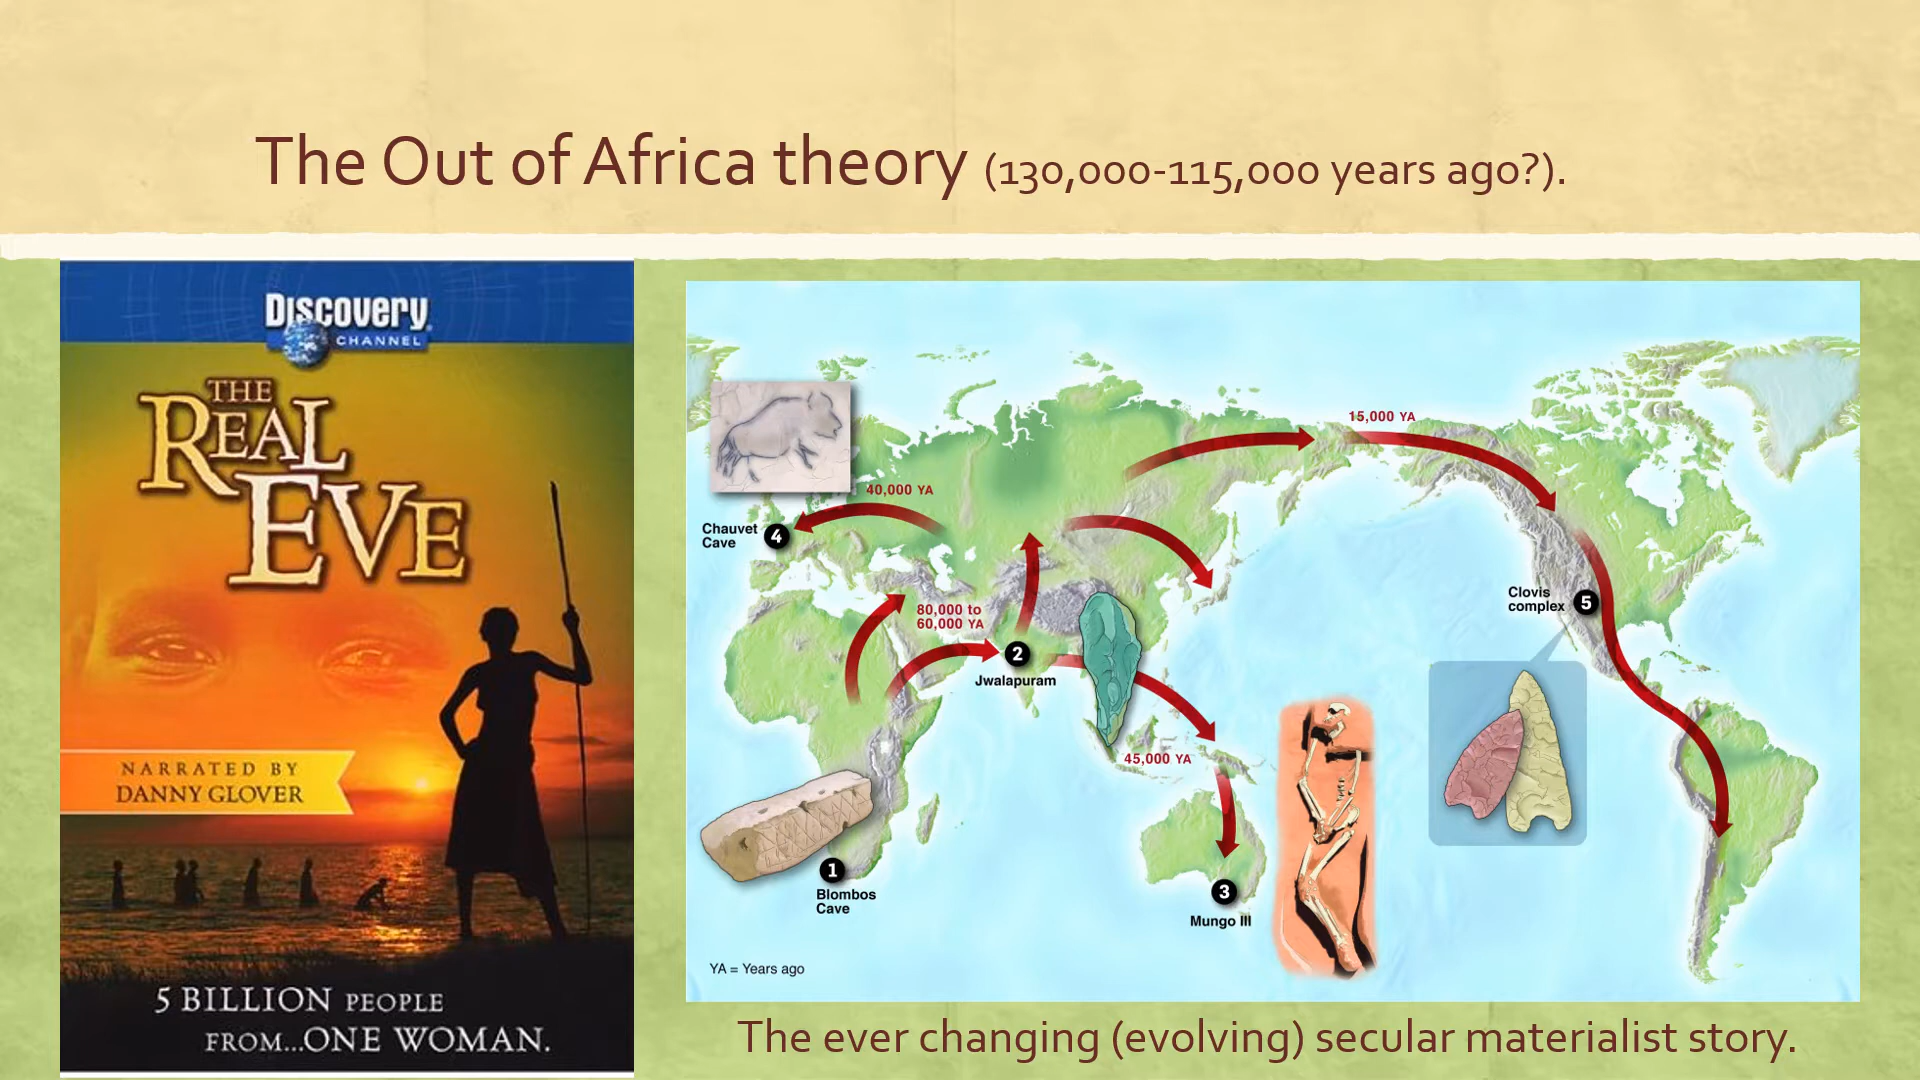 The Out of Africa theory (130,000-115,000 years ago?).
Discovery
CHANNEL
THE
REAL
EVE
NARRATED BY
DANNY GLOVER
5 BILLION PEOPLE
FROM...ONE WOMAN.
15,000 YA
40,000 YA
Chauvet
Cave
4
Clovis
complex
5
80,000 to
60,000 YA
2
Jwalapuram
45,000 YA
1
Blombos
Cave
3
Mungo III
YA = Years ago
The ever changing (evolving) secular materialist story.